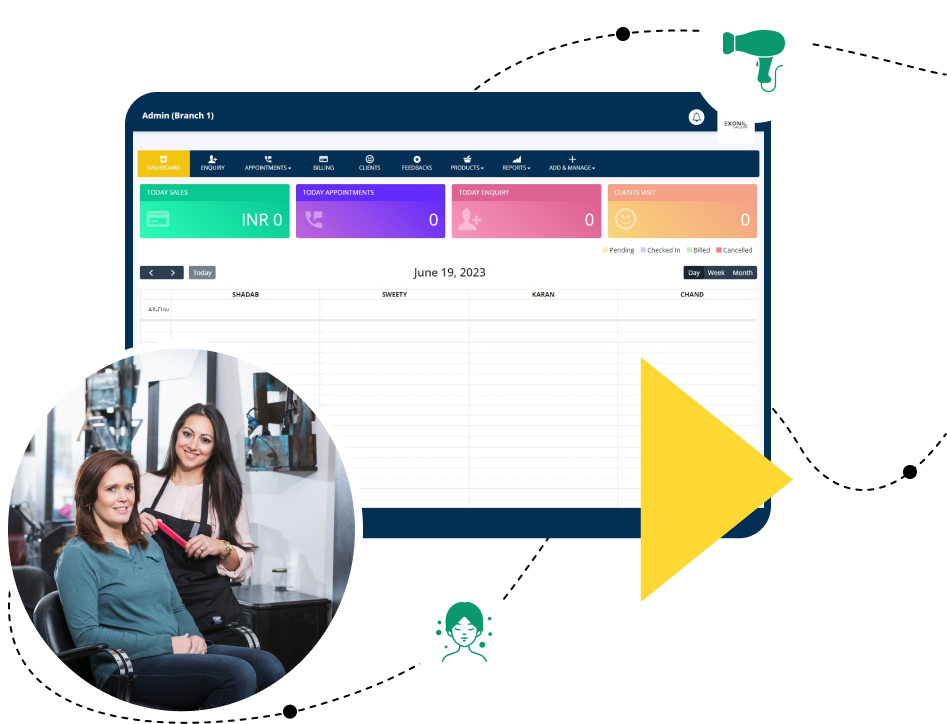 Admin (Branch 1)
EXON
SALON
DASHBOARD ENQUIRY APPOINTMENTS BILLING CLIENTS FEEDBACKS PRODUCTS REPORTS ADD & MANAGE
TODAY SALES TODAY APPOINTMENTS TODAY ENQUIRY CLIENTS VISIT
INR 0 0 0 0
Pending Checked In Billed Cancelled
Today June 19, 2023 Day Week Month
SHADAB SWEETY KARAN CHAND
All-Day